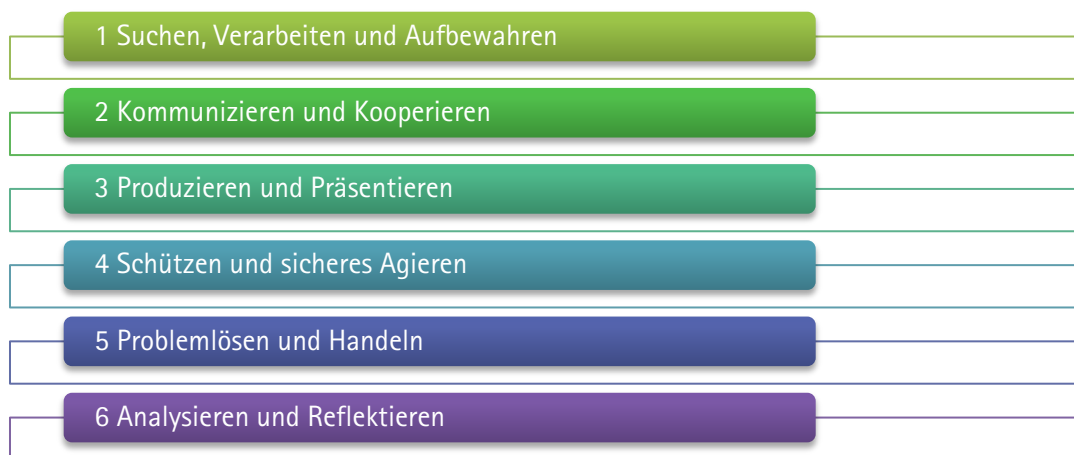 1 Suchen, Verarbeiten und Aufbewahren
2 Kommunizieren und Kooperieren
3 Produzieren und Präsentieren
4 Schützen und sicheres Agieren
5 Problemlösen und Handeln
6 Analysieren und Reflektieren